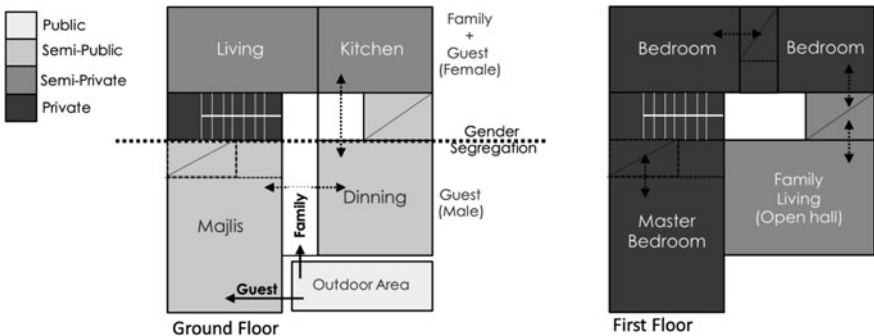 Public
Semi-Public
Semi-Private
Private
Living
Kitchen
Family
+
Guest
(Female)
Gender
Segregation
Majlis
Family
Dinning
Guest
(Male)
Guest
Outdoor Area
Ground Floor
Bedroom
Bedroom
Master
Bedroom
Family
Living
(Open hall)
First Floor